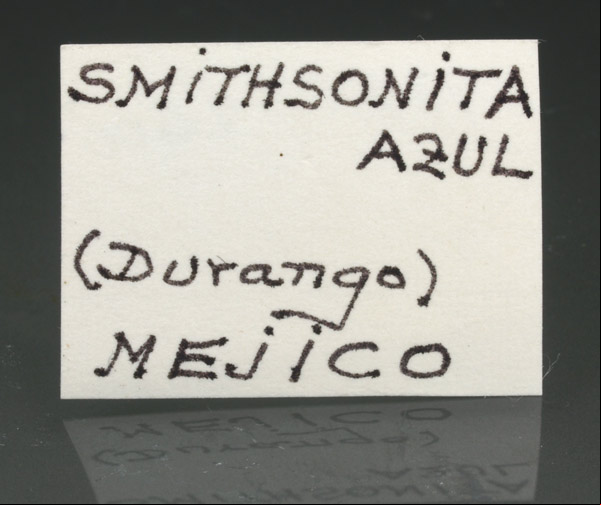 SMiTHSONiTA
AZUL
(Durango)
MEjiCO